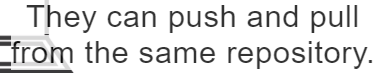 They can push and pull
from the same repository.